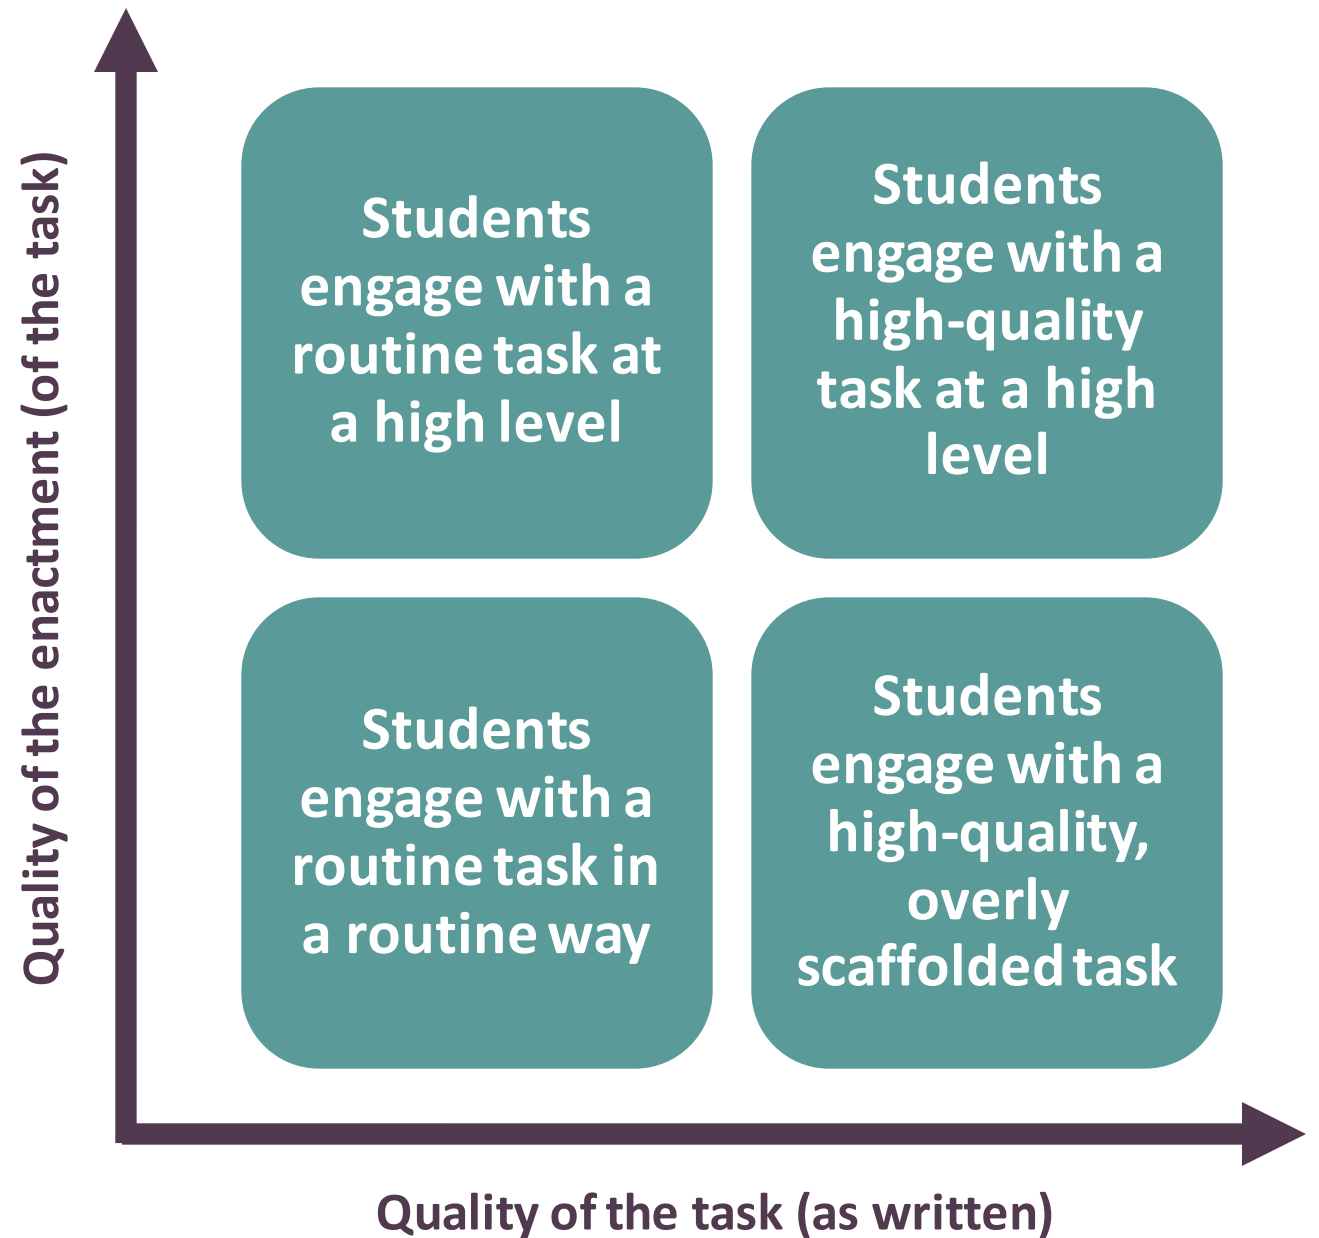 Quality of the enactment (of the task)
Students
engage with a
routine task at
a high level
Students
engage with a
high-quality
task at a high
level
Students
engage with a
routine task in
a routine way
Students
engage with a
high-quality,
overly
scaffolded task
Quality of the task (as written)